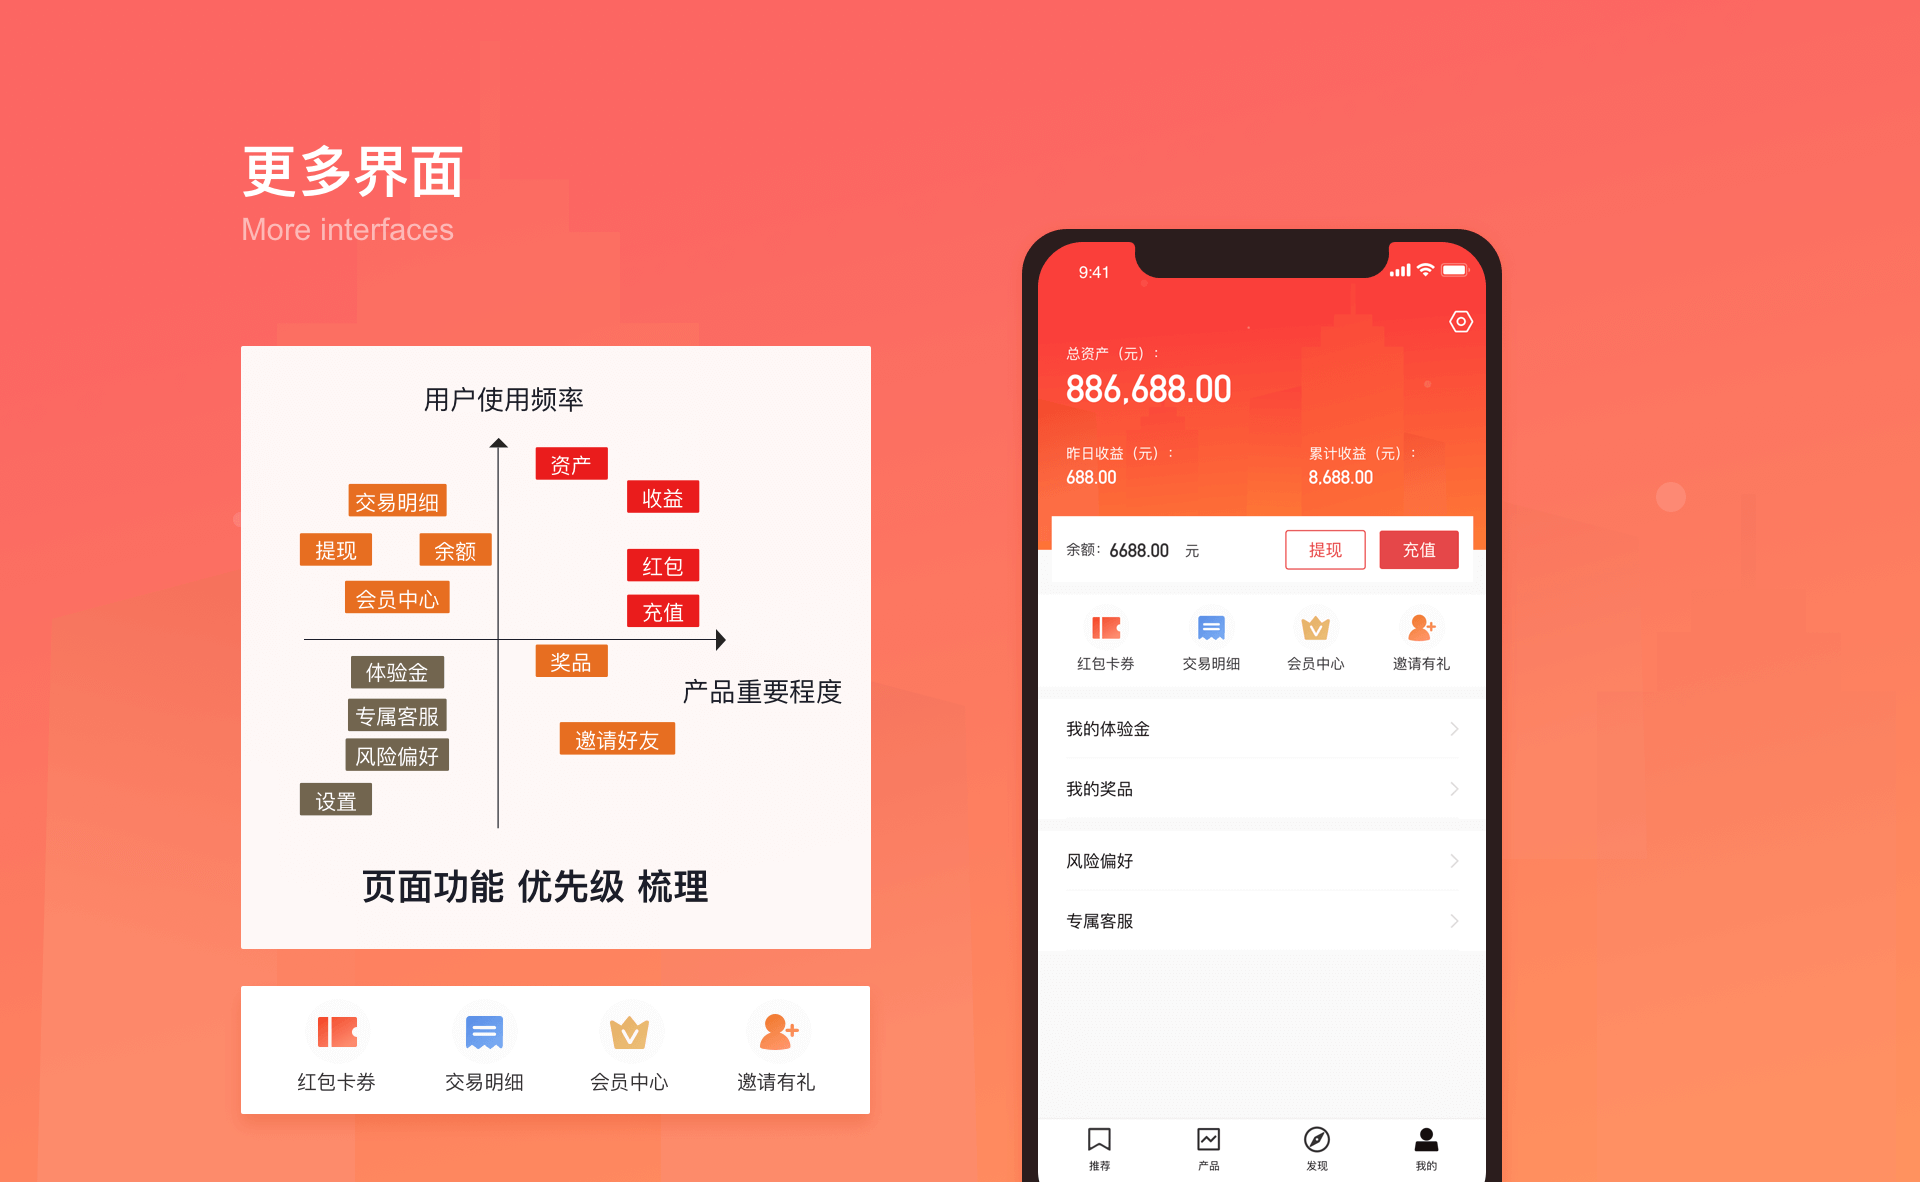 更多界面
More interfaces
用户使用频率
资产
收益
交易明细
提现
余额
红包
会员中心
充值
奖品
体验金
产品重要程度
专属客服
邀请好友
风险偏好
设置
页面功能 优先级 梳理
红包卡券
交易明细
会员中心
邀请有礼
9:41
总资产（元）：
886,688.00
昨日收益（元）：
累计收益（元）：
688.00
8,688.00
余额：6688.00 元
提现
充值
红包卡券
交易明细
会员中心
邀请有礼
我的体验金
我的奖品
风险偏好
专属客服
推荐
产品
发现
我的